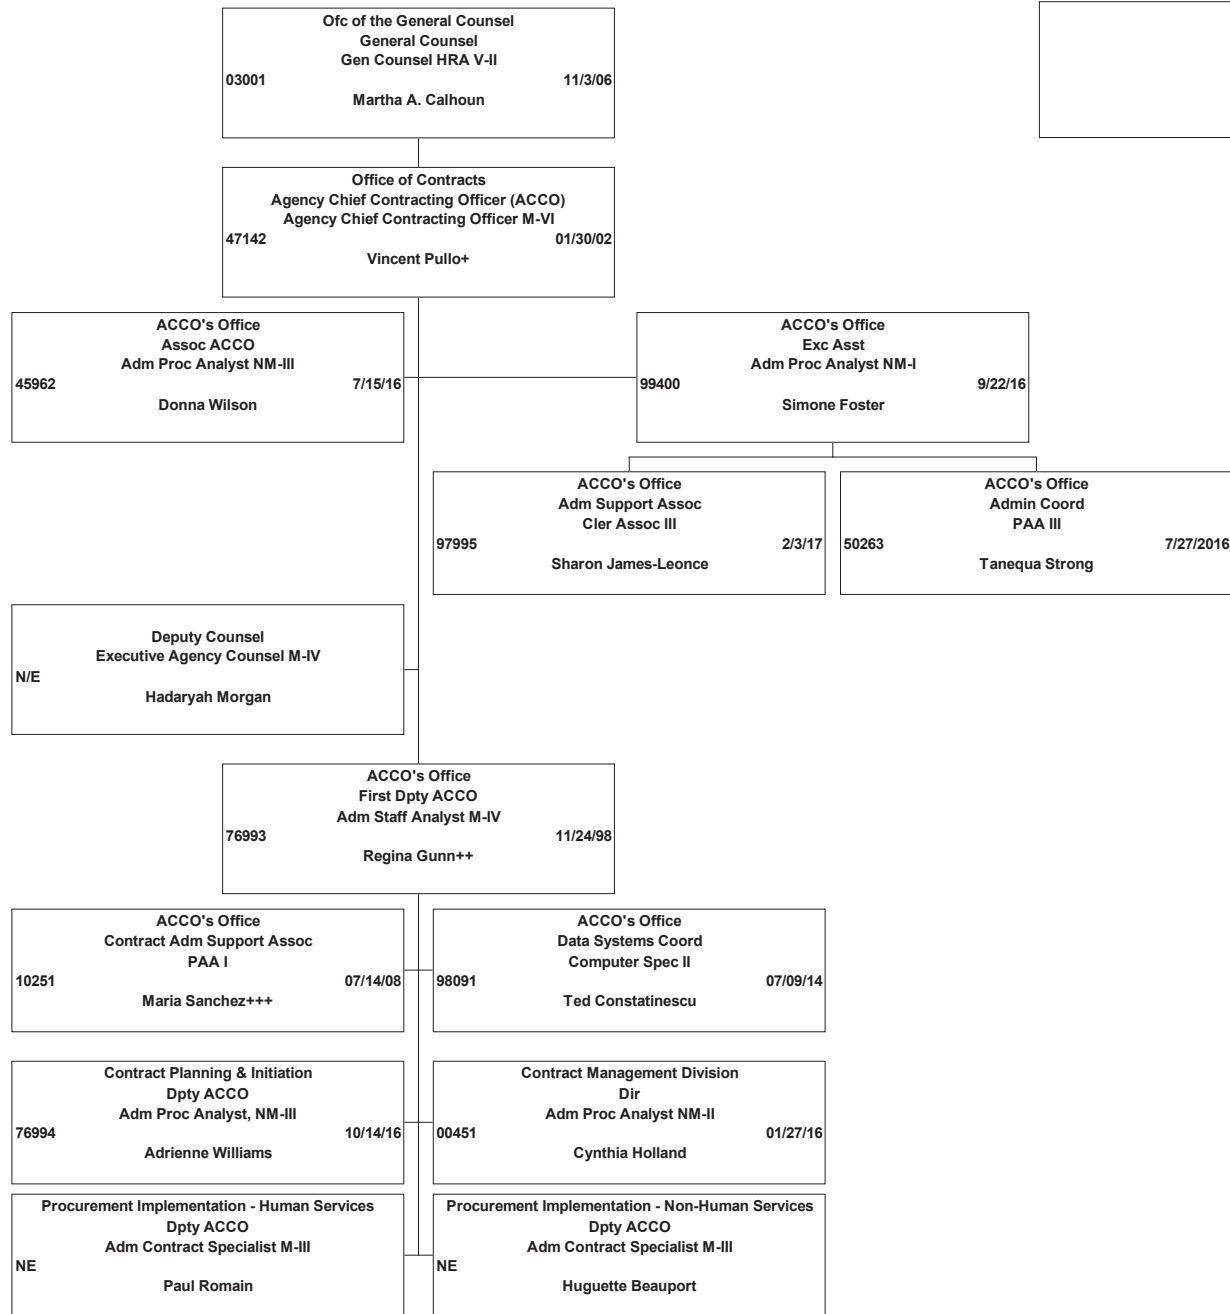 Ofc of the General Counsel
General Counsel
Gen Counsel HRA V-II
03001 11/3/06
Martha A. Calhoun
Office of Contracts
Agency Chief Contracting Officer (ACCO)
Agency Chief Contracting Officer M-VI
47142 01/30/02
Vincent Pullo+
ACCO's Office
Assoc ACCO
Adm Proc Analyst NM-III
45962 7/15/16
Donna Wilson
ACCO's Office
Exc Asst
Adm Proc Analyst NM-I
99400 9/22/16
Simone Foster
ACCO's Office
Adm Support Assoc
Cler Assoc III
97995 2/3/17
Sharon James-Leonce
ACCO's Office
Admin Coord
PAA III
50263 7/27/2016
Tanequa Strong
Deputy Counsel
Executive Agency Counsel M-IV
N/E
Hadaryah Morgan
ACCO's Office
First Dpty ACCO
Adm Staff Analyst M-IV
76993 11/24/98
Regina Gunn++
ACCO's Office
Contract Adm Support Assoc
PAA I
10251 07/14/08
Maria Sanchez+++
ACCO's Office
Data Systems Coord
Computer Spec II
98091 07/09/14
Ted Constatinescu
Contract Planning & Initiation
Dpty ACCO
Adm Proc Analyst, NM-III
76994 10/14/16
Adrienne Williams
Contract Management Division
Dir
Adm Proc Analyst NM-II
00451 01/27/16
Cynthia Holland
Procurement Implementation - Human Services
Dpty ACCO
Adm Contract Specialist M-III
NE
Paul Romain
Procurement Implementation - Non-Human Services
Dpty ACCO
Adm Contract Specialist M-III
NE
Huguette Beauport